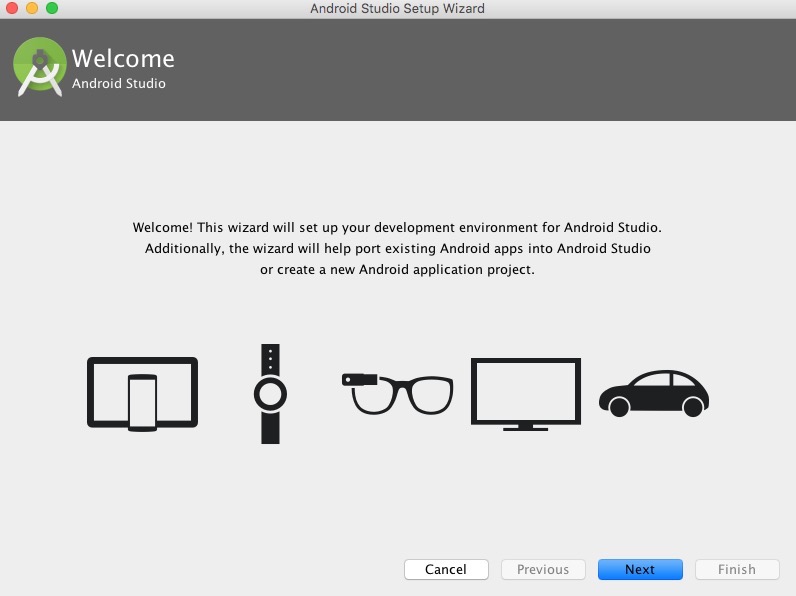 Android Studio Setup Wizard
Welcome
Android Studio
Welcome! This wizard will set up your development environment for Android Studio.
Additionally, the wizard will help port existing Android apps into Android Studio
or create a new Android application project.
Cancel Previous Next Finish